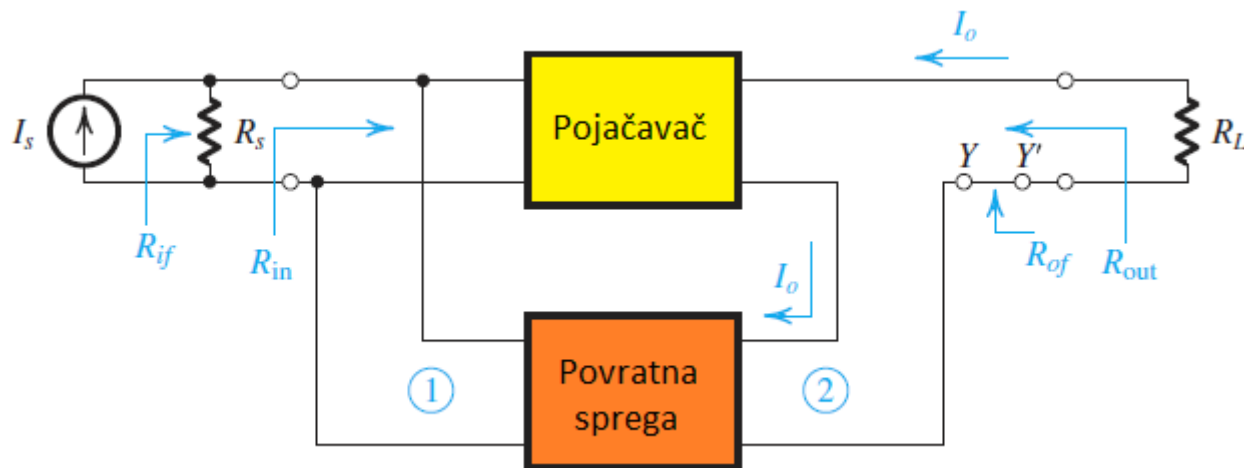 I_o
Pojačavač
I_s
R_s
R_L
Y
Y'
R_if
R_in
I_o
R_of
R_out
1
2
Povratna
sprega